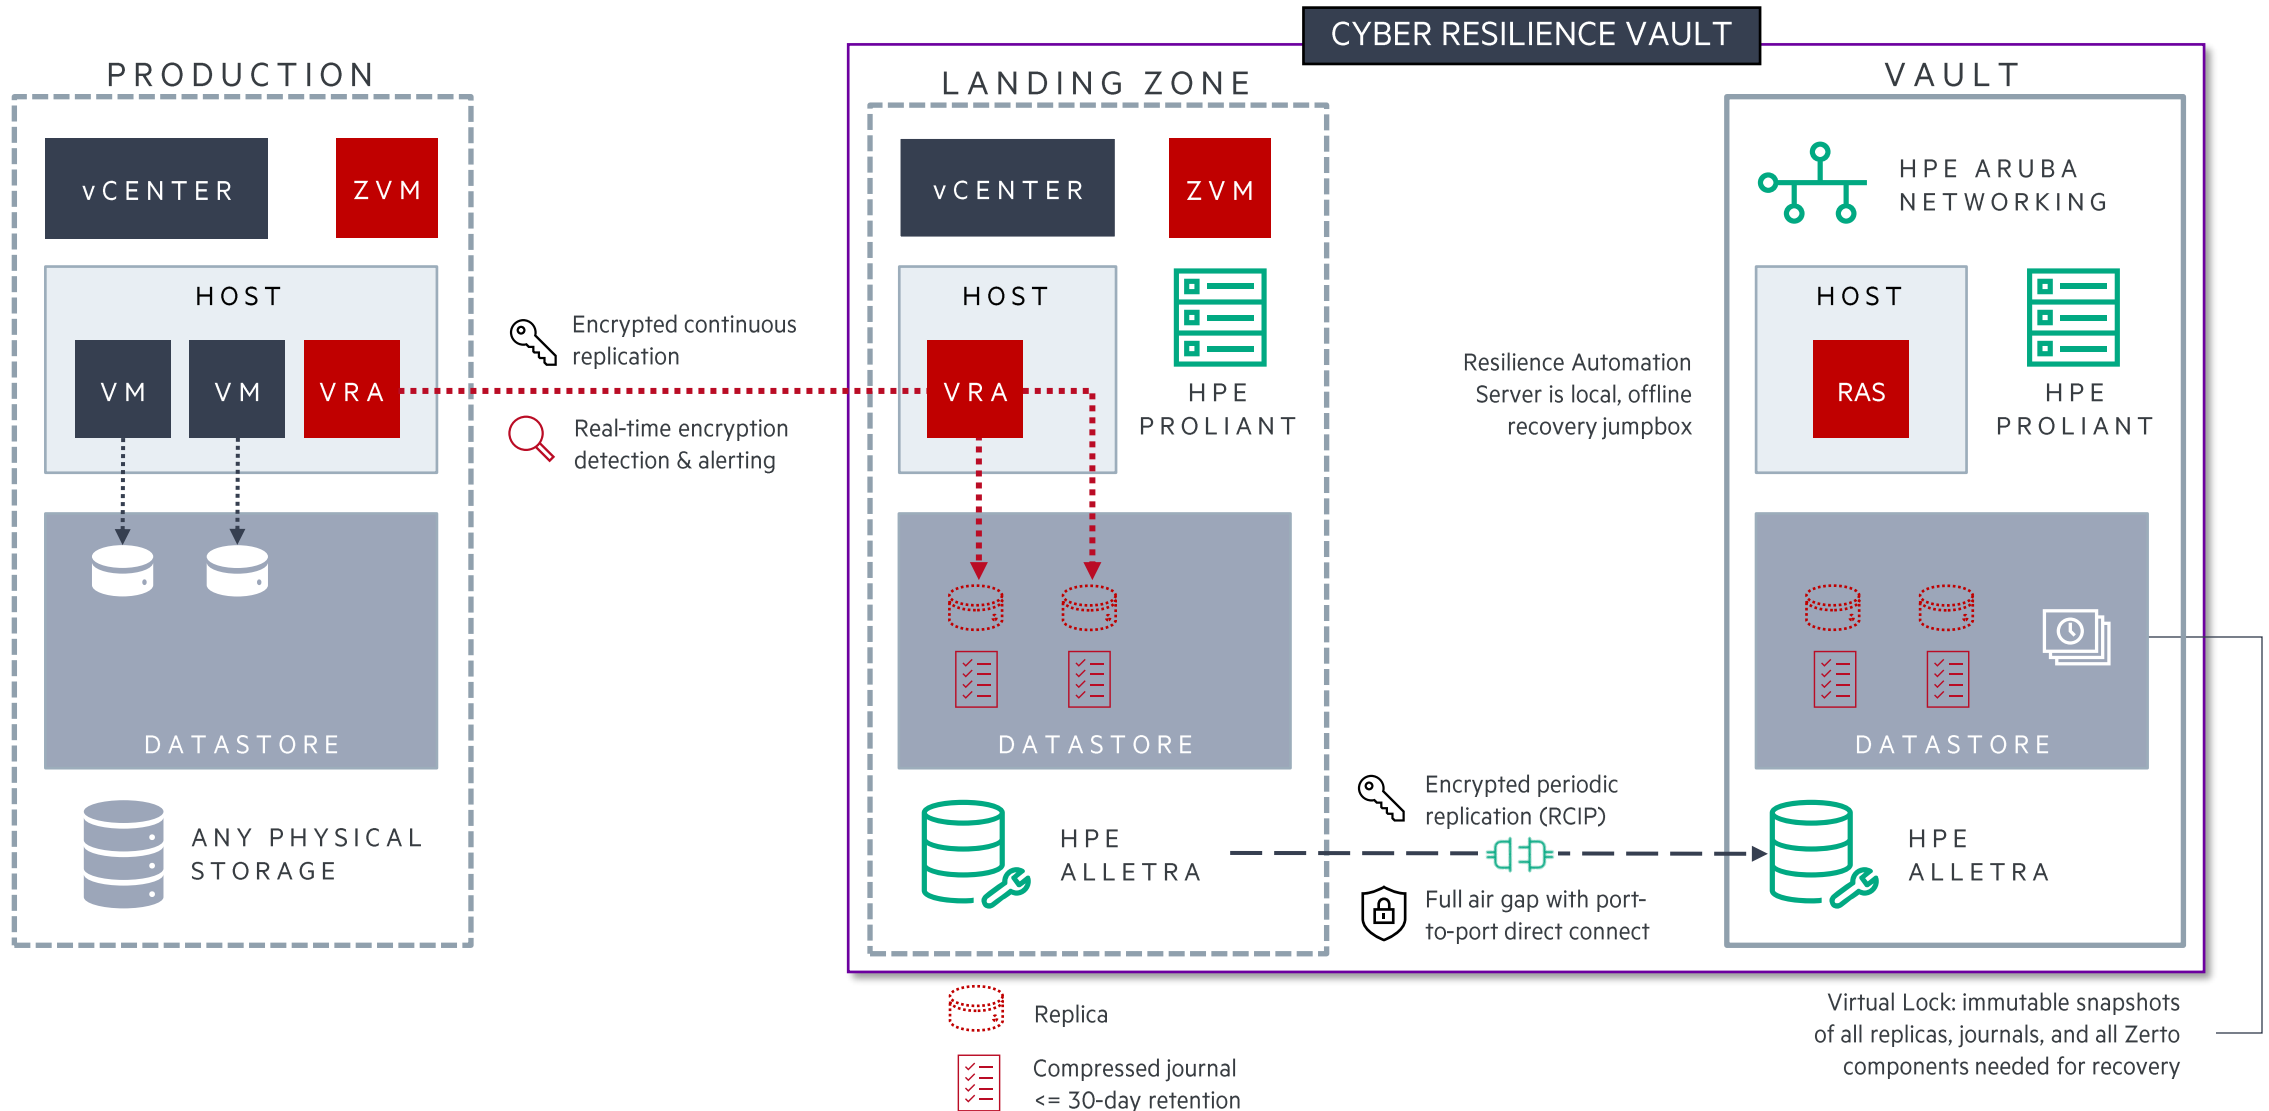 CYBER RESILIENCE VAULT
PRODUCTION
vCENTER
ZVM
HOST
VM
VM
VRA
DATASTORE
ANY PHYSICAL
STORAGE
Encrypted continuous
replication
Real-time encryption
detection & alerting
LANDING ZONE
vCENTER
ZVM
HOST
VRA
HPE
PROLIANT
DATASTORE
HPE
ALLETRA
Resilience Automation
Server is local, offline
recovery jumpbox
Encrypted periodic
replication (RCIP)
Full air gap with port-
to-port direct connect
VAULT
HPE ARUBA
NETWORKING
HOST
RAS
HPE
PROLIANT
DATASTORE
HPE
ALLETRA
Replica
Compressed journal
<= 30-day retention
Virtual Lock: immutable snapshots
of all replicas, journals, and all Zerto
components needed for recovery